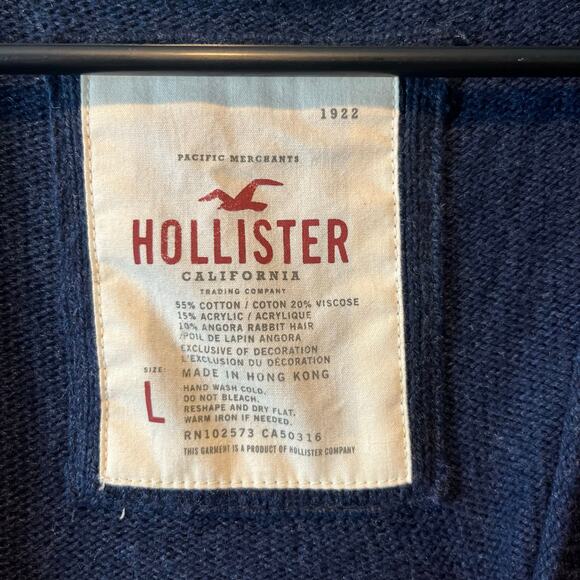 1922
PACIFIC MERCHANTS
HOLLISTER
CALIFORNIA
TRADING COMPANY
55% COTTON / COTON 20% VISCOSE
15% ACRYLIC / ACRYLIQUE
10% ANGORA RABBIT HAIR
/POIL DE LAPIN ANGORA
EXCLUSIVE OF DECORATION
L'EXCLUSION DU DÉCORATION
SIZE: MADE IN HONG KONG
L
HAND WASH COLD.
DO NOT BLEACH.
RESHAPE AND DRY FLAT.
WARM IRON IF NEEDED.
RN102573 CA50316
THIS GARMENT IS A PRODUCT OF HOLLISTER COMPANY